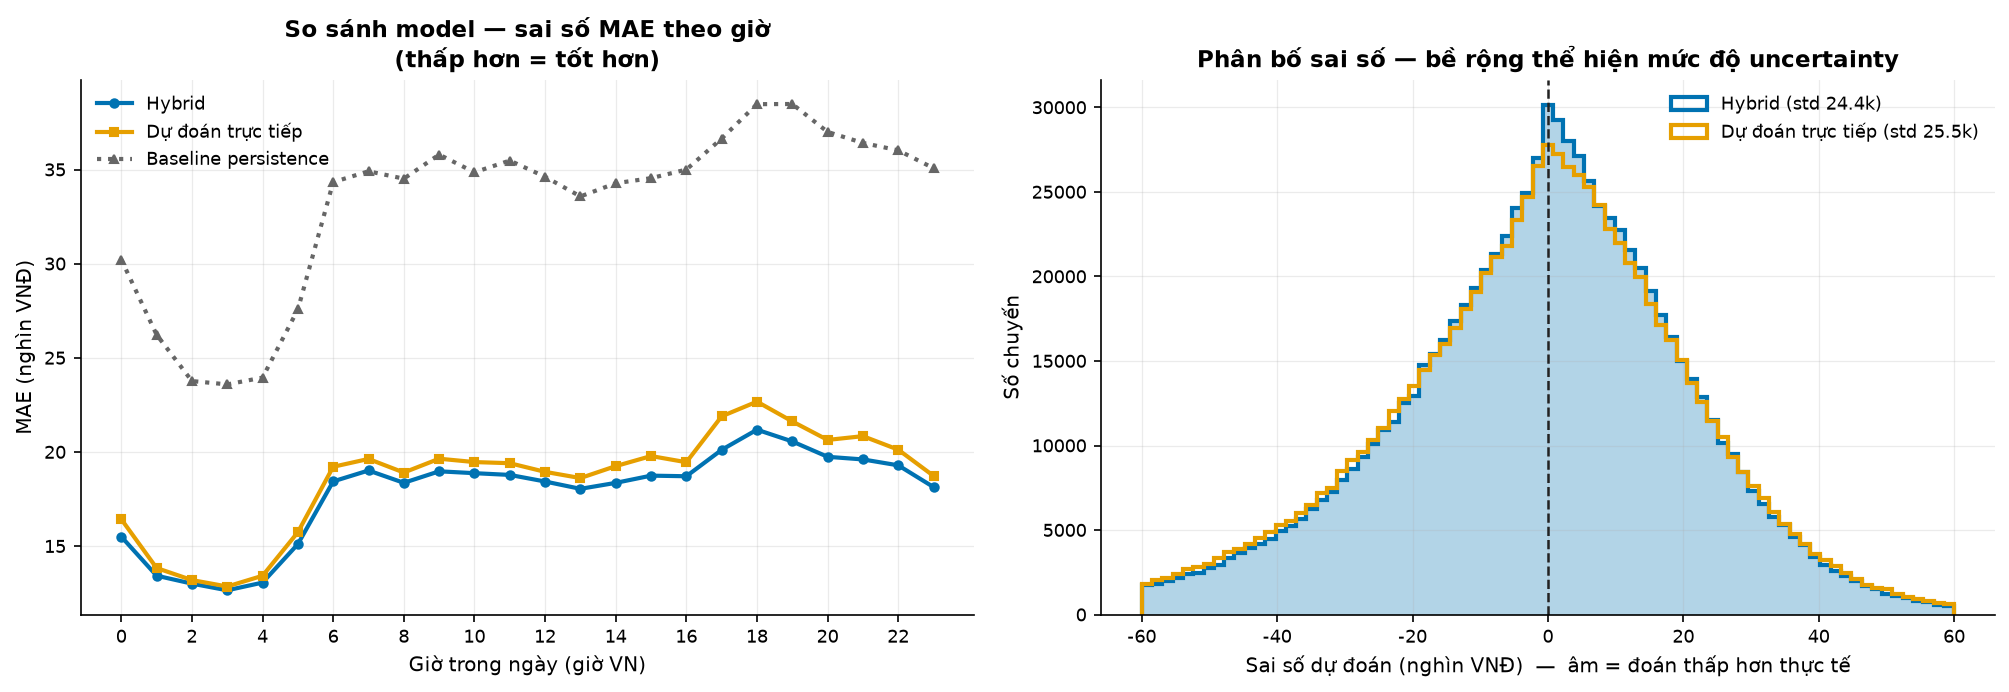 So sánh model — sai số MAE theo giờ
(thấp hơn = tốt hơn)
Hybrid
Dự đoán trực tiếp
Baseline persistence
MAE (nghìn VNĐ)
35
30
25
20
15
0 2 4 6 8 10 12 14 16 18 20 22
Giờ trong ngày (giờ VN)
Phân bố sai số — bề rộng thể hiện mức độ uncertainty
Hybrid (std 24.4k)
Dự đoán trực tiếp (std 25.5k)
Số chuyến
30000
25000
20000
15000
10000
5000
0
-60 -40 -20 0 20 40 60
Sai số dự đoán (nghìn VNĐ) — âm = đoán thấp hơn thực tế